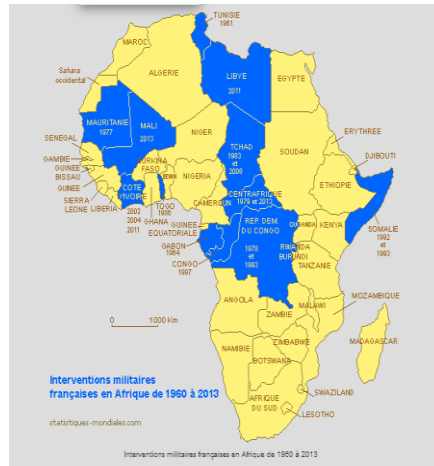 TUNISIE
1961
MAROC
ALGERIE
Sahara
occidental
LIBYE
2011
EGYPTE
MAURITANIE
1977
MALI
2013
NIGER
TCHAD
1983
et
2008
SOUDAN
ERYTHREE
DJIBOUTI
SENEGAL
GAMBIE
GUINEE
BISSAU
GUINEE
SIERRA
LEONE
LIBERIA
BURKINA
FASO
BENIN
NIGERIA
COTE
D'IVOIRE
2002
2004
2011
GHANA
TOGO
1986
CAMEROUN
CENTRAFRIQUE
1979 et 2013
ETHIOPIE
SOMALIE
1992
et
1993
GUINEE
EQUATORIALE
GABON
1964
CONGO
1997
REP. DEM.
DU CONGO
1978
et
1993
OUGANDA
KENYA
RWANDA
BURUNDI
TANZANIE
ANGOLA
ZAMBIE
MALAWI
MOZAMBIQUE
0 1000 Km
ZIMBABWE
MADAGASCAR
NAMIBIE
BOTSWANA
SWAZILAND
LESOTHO
AFRIQUE
DU SUD
Interventions militaires
françaises en Afrique de 1960 à 2013
statistiques-mondiales.com
Interventions militaires françaises en Afrique de 1960 à 2013